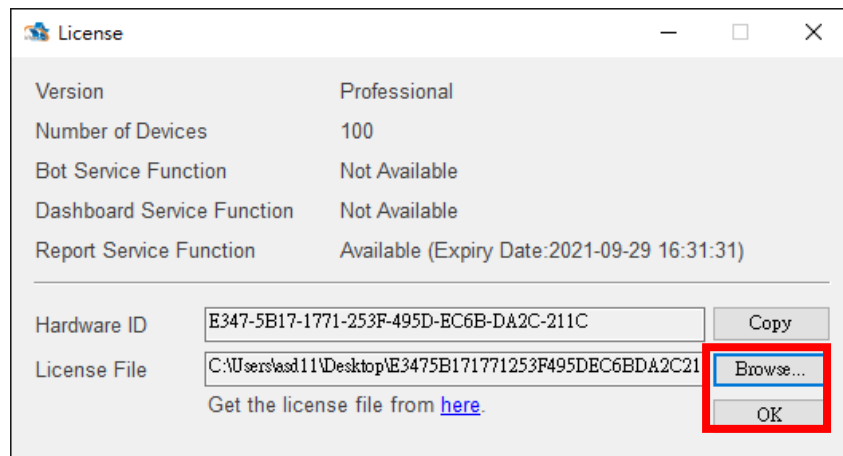 License
Version Professional
Number of Devices 100
Bot Service Function Not Available
Dashboard Service Function Not Available
Report Service Function Available (Expiry Date:2021-09-29 16:31:31)
Hardware ID E347-5B17-1771-253F-495D-EC6B-DA2C-211C Copy
License File C:\Users\asd11\Desktop\E3475B171771253F495DEC6BDA2C21 Browse...
Get the license file from here. OK